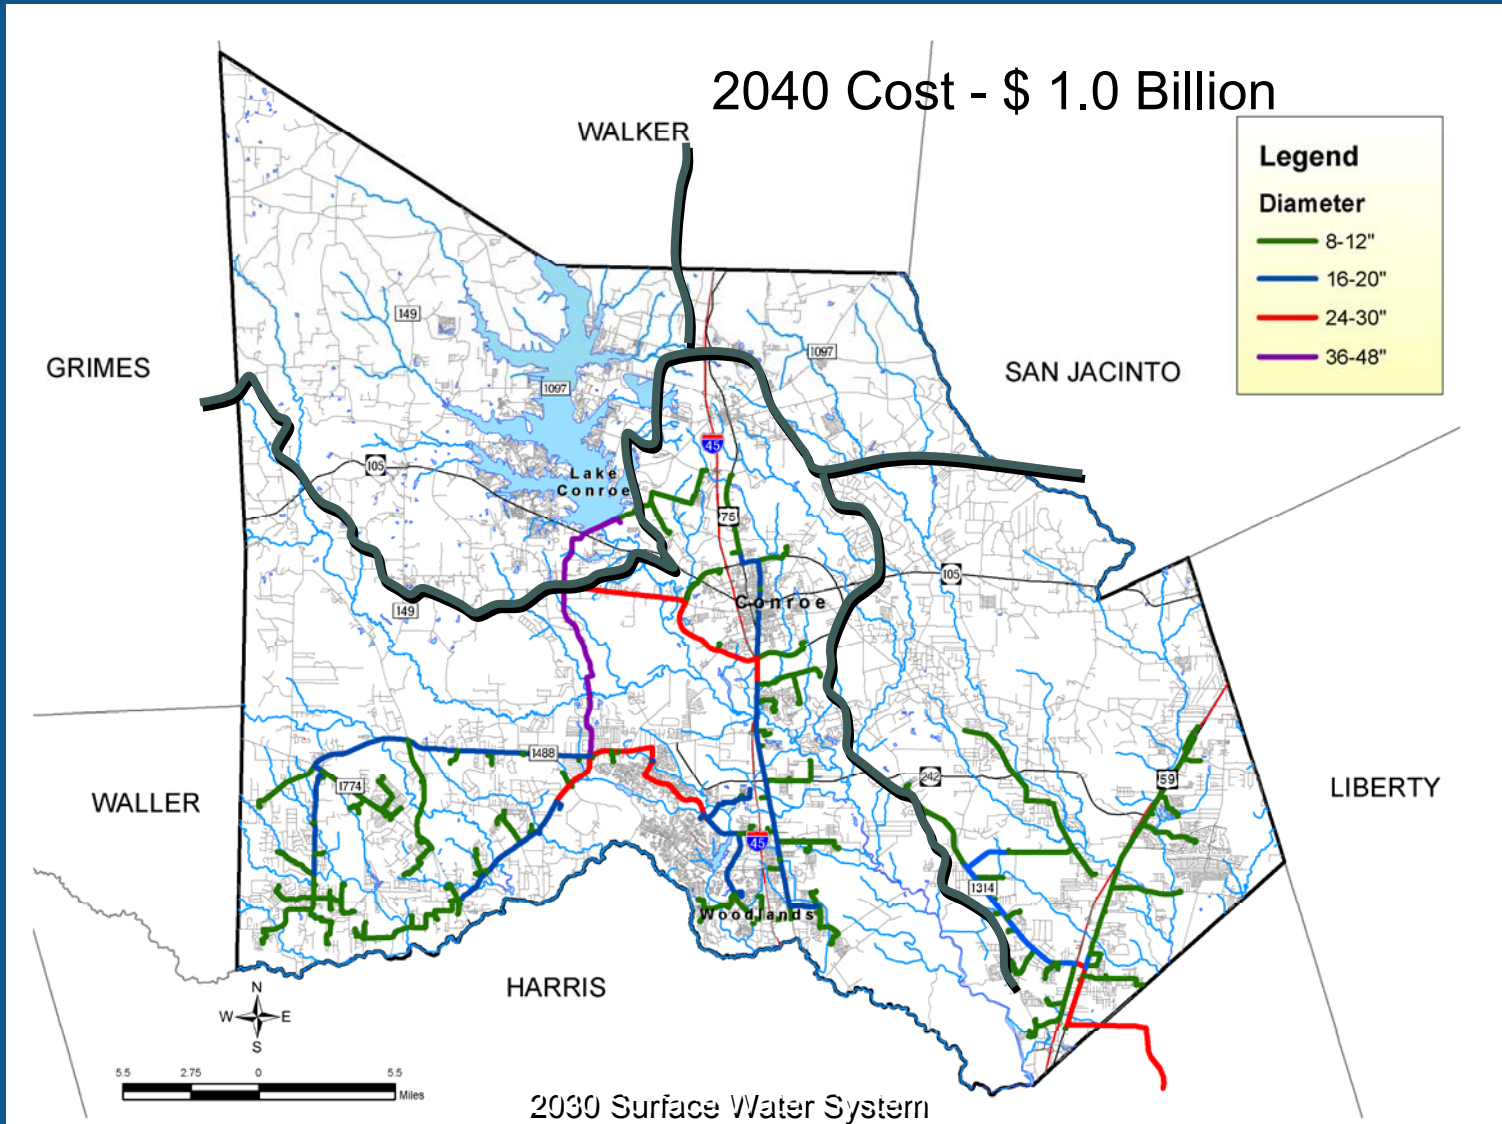 2040 Cost - $ 1.0 Billion
WALKER
Legend
Diameter
8-12"
16-20"
24-30"
36-48"
149
1097
1097
GRIMES
SAN JACINTO
45
105
Lake
Conroe
75
105
Conroe
149
1488
242
59
1774
WALLER
LIBERTY
45
1314
Woodlands
HARRIS
N
W E
S
5.5 2.75 0 5.5
Miles
2030 Surface Water System